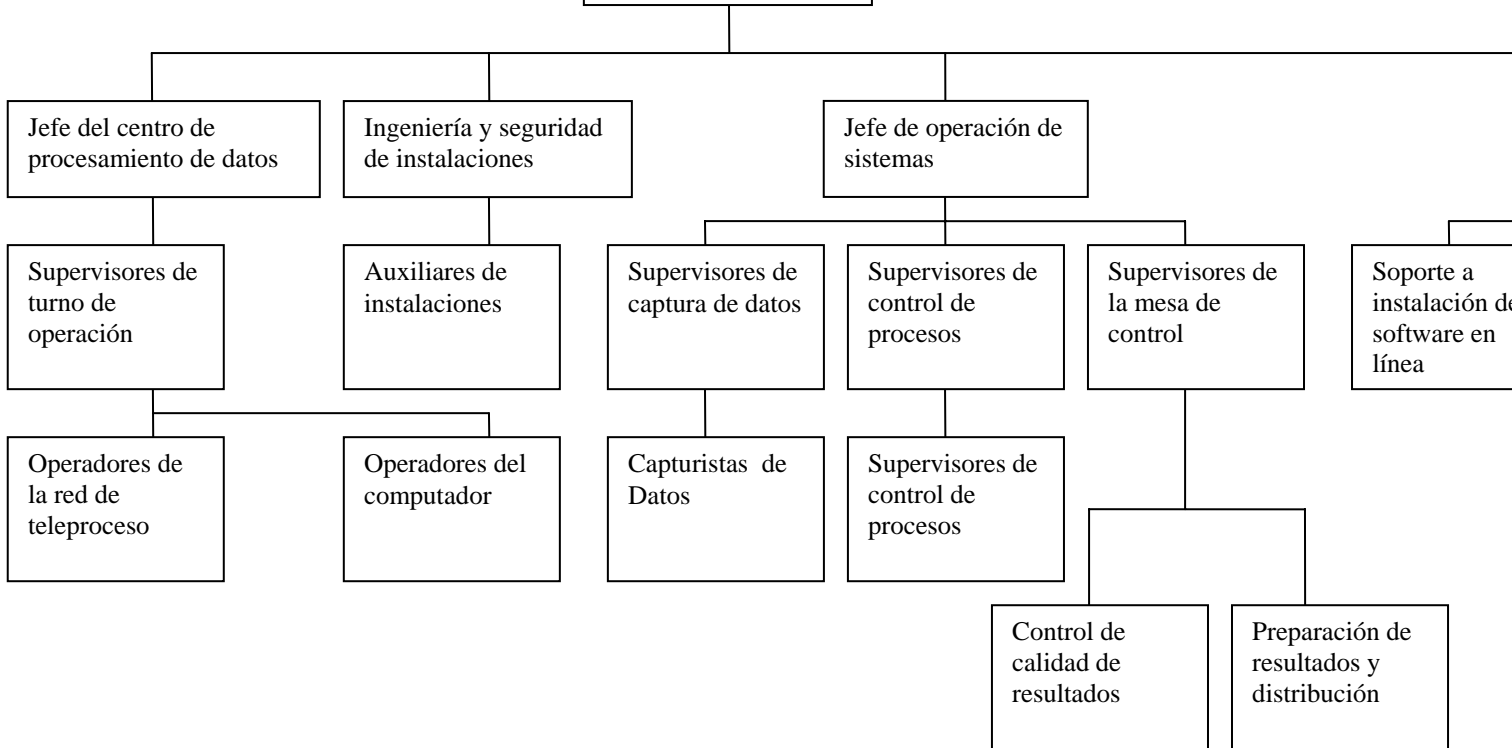 Jefe del centro de
procesamiento de datos
Ingeniería y seguridad
de instalaciones
Jefe de operación de
sistemas
Supervisores de
turno de
operación
Auxiliares de
instalaciones
Supervisores de
captura de datos
Supervisores de
control de
procesos
Supervisores de
la mesa de
control
Soporte a
instalación de
software en
línea
Operadores de
la red de
teleproceso
Operadores del
computador
Capturistas de
Datos
Supervisores de
control de
procesos
Control de
calidad de
resultados
Preparación de
resultados y
distribución